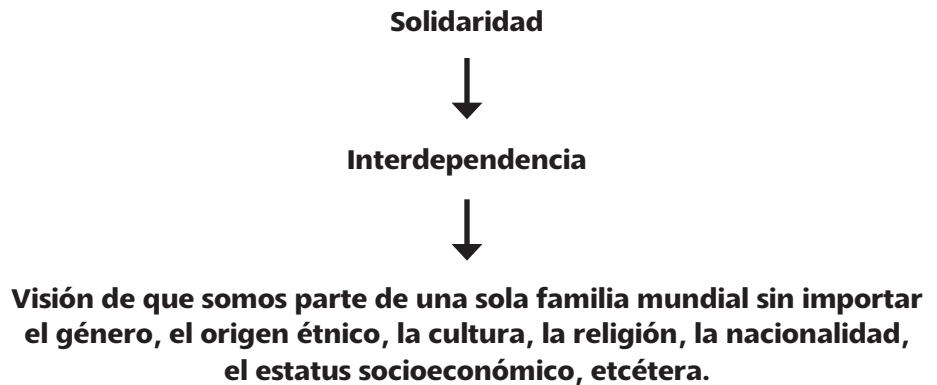 Solidaridad
Interdependencia
Visión de que somos parte de una sola familia mundial sin importar
el género, el origen étnico, la cultura, la religión, la nacionalidad,
el estatus socioeconómico, etcétera.